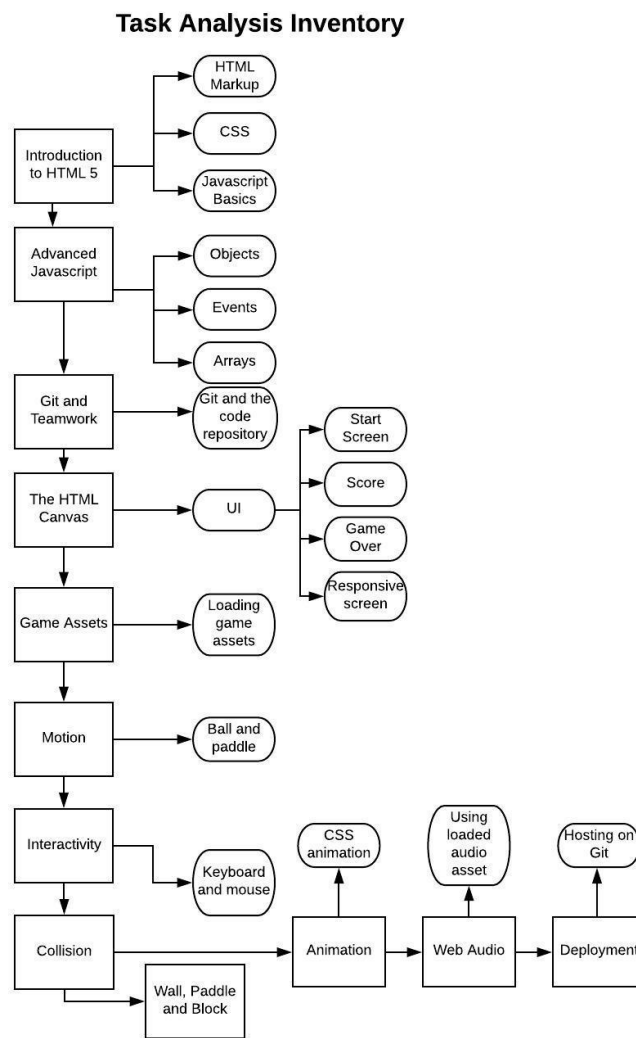 Task Analysis Inventory
HTML
Markup
CSS
Introduction
to HTML 5
Javascript
Basics
Advanced
Javascript
Objects
Events
Arrays
Git and
Teamwork
Git and the
code
repository
Start
Screen
The HTML
Canvas
UI
Score
Game
Over
Responsive
screen
Game Assets
Loading
game
assets
Motion
Ball and
paddle
Interactivity
Keyboard
and mouse
CSS
animation
Using
loaded
audio
asset
Hosting on
Git
Collision
Animation
Web Audio
Deployment
Wall, Paddle
and Block